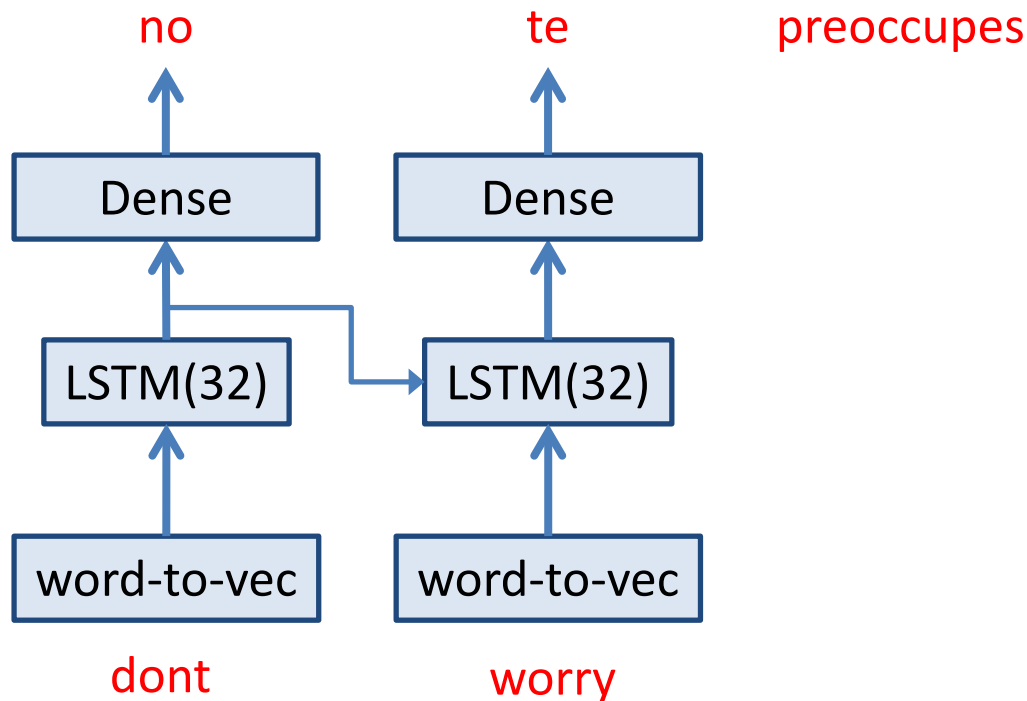 no te preoccupes
Dense Dense
LSTM(32) LSTM(32)
word-to-vec word-to-vec
dont worry